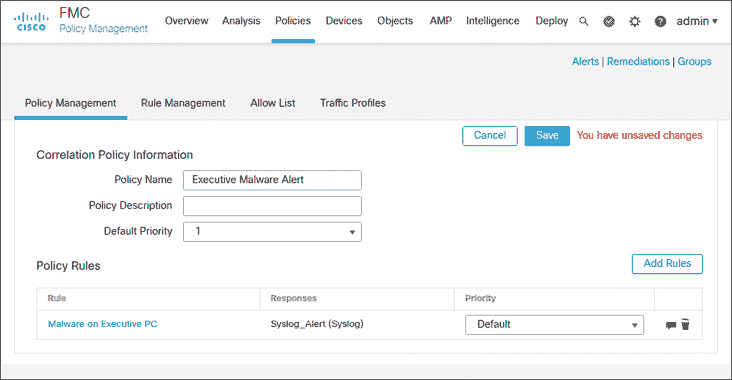 CISCO
FMC
Policy Management
Overview Analysis Policies Devices Objects AMP Intelligence Deploy admin
Alerts | Remediations | Groups
Policy Management Rule Management Allow List Traffic Profiles
Cancel Save You have unsaved changes
Correlation Policy Information
Policy Name Executive Malware Alert
Policy Description
Default Priority 1
Policy Rules Add Rules
Rule Responses Priority
Malware on Executive PC Syslog_Alert (Syslog) Default